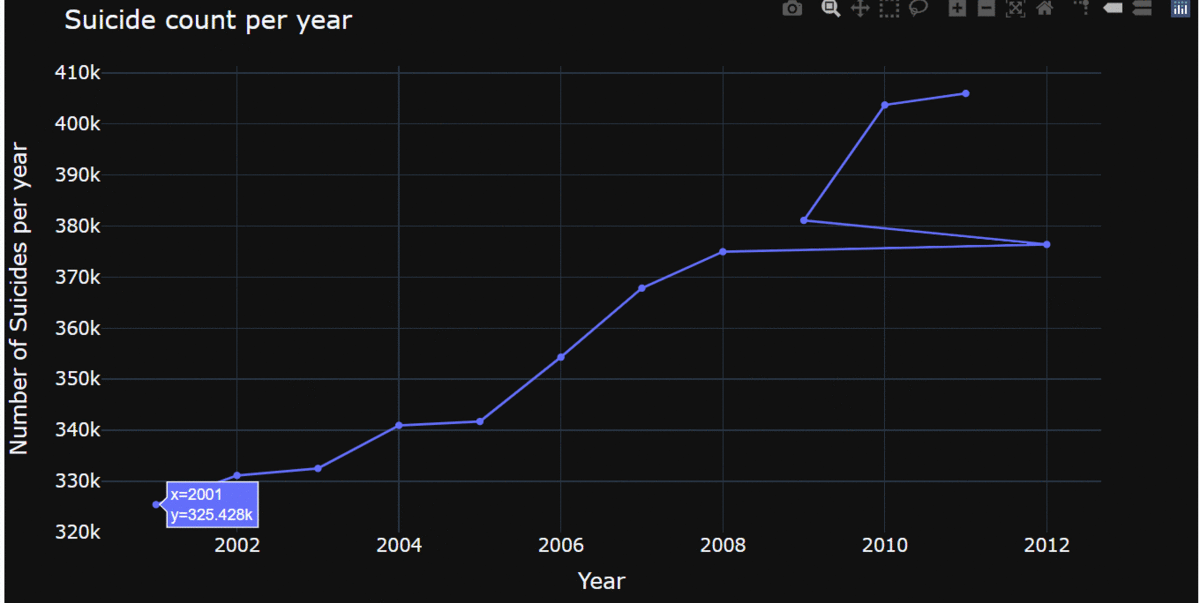 Suicide count per year
Number of Suicides per year
410k
400k
390k
380k
370k
360k
350k
340k
330k
320k
x=2001
y=325.428k
2002 2004 2006 2008 2010 2012
Year